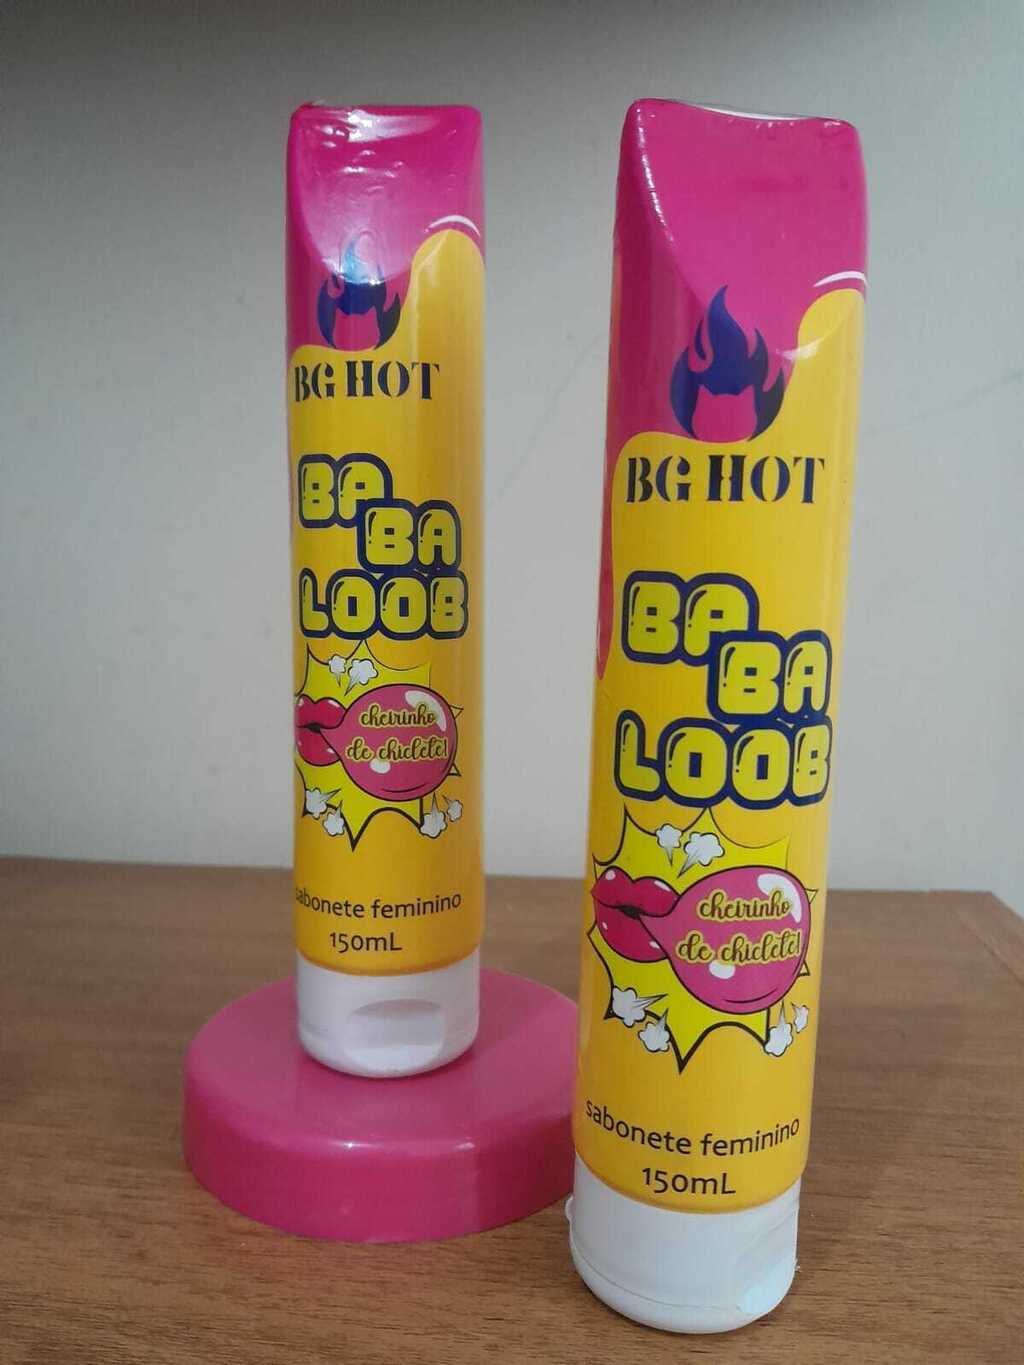 BG HOT
BA
BA
LOOB
cheirinho
de chiclete!
sabonete feminino
150mL
BG HOT
BA
BA
LOOB
cheirinho
de chiclete!
sabonete feminino
150mL